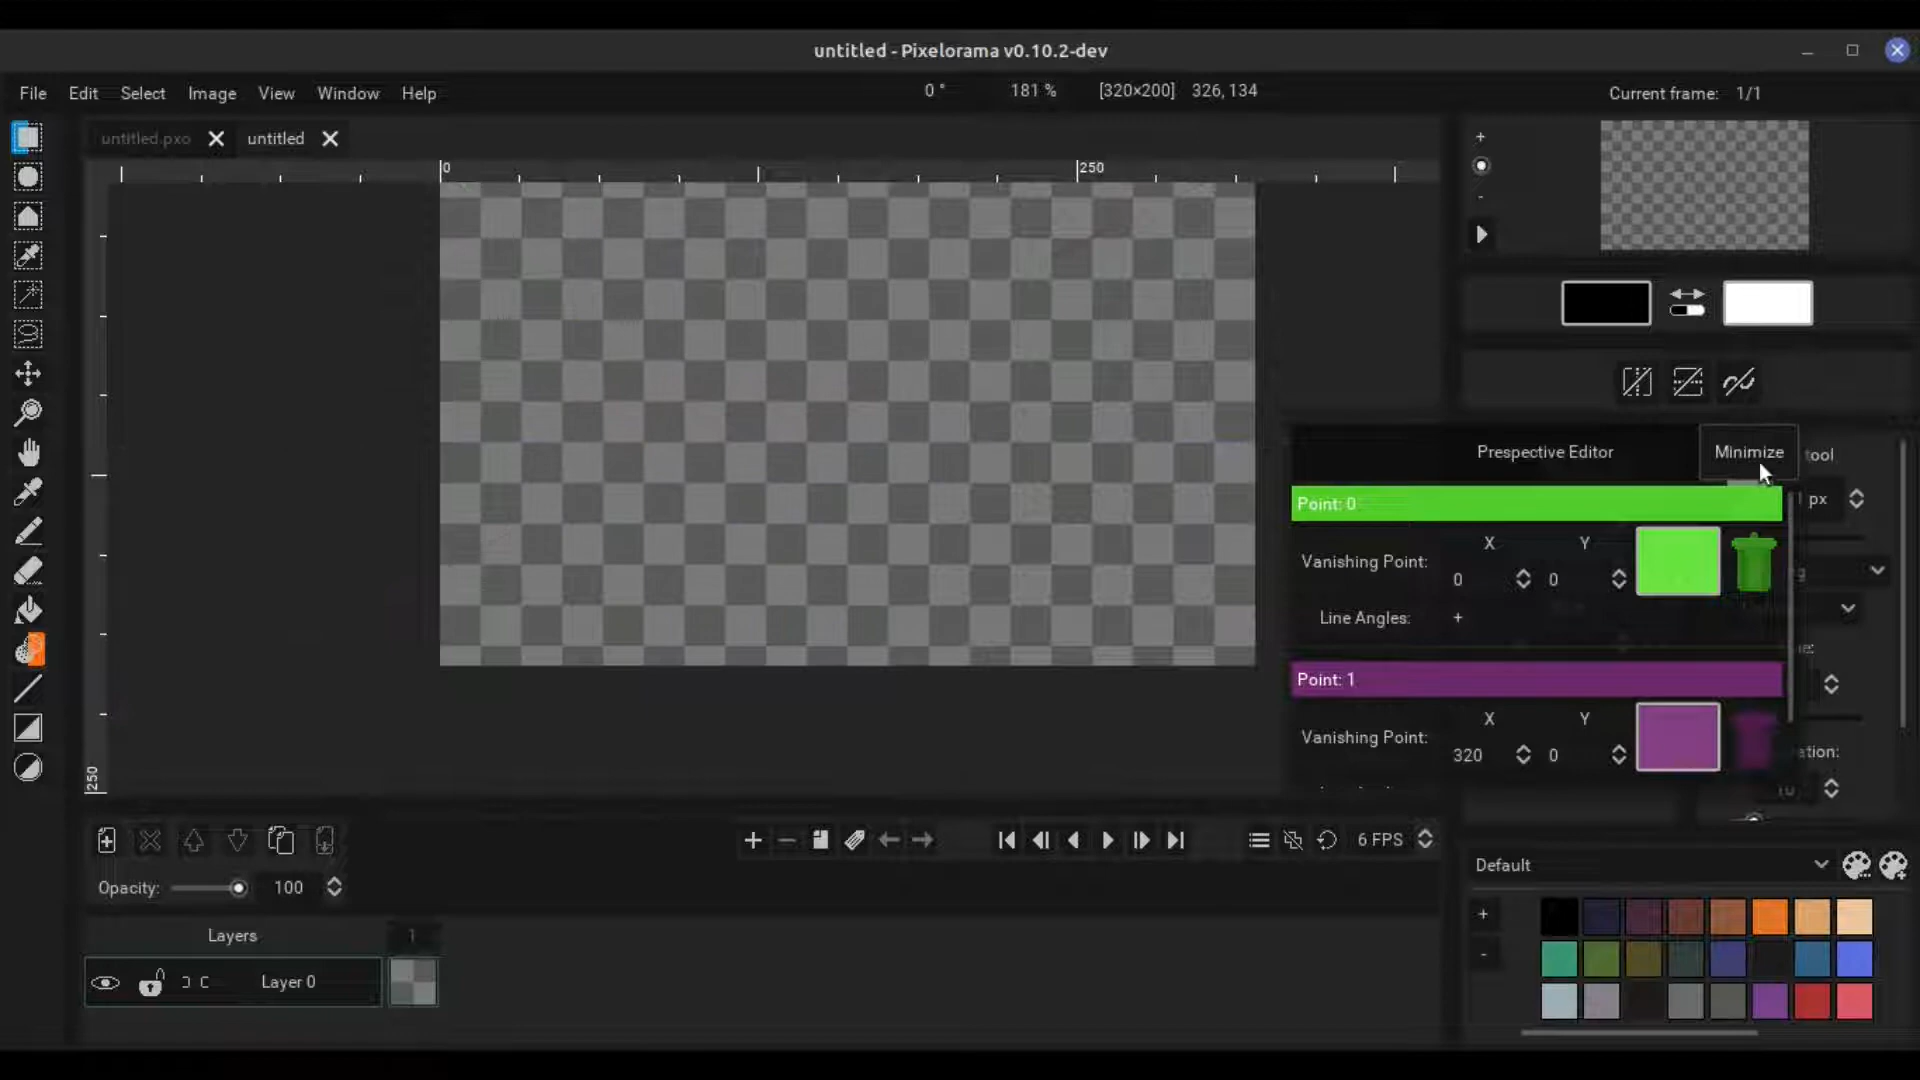 untitled - Pixelorama v0.10.2-dev
File Edit Select Image View Window Help
0 ° 181 % [320×200] 326, 134
Current frame: 1/1
untitled.pxo untitled
0 250
Prespective Editor Minimize tool
Point: 0
px
X Y
Vanishing Point:
0 0
Line Angles: +
Point: 1
X Y
Vanishing Point:
320 0
ation:
250
6 FPS
Opacity: 100
Default
Layers 1
Layer 0